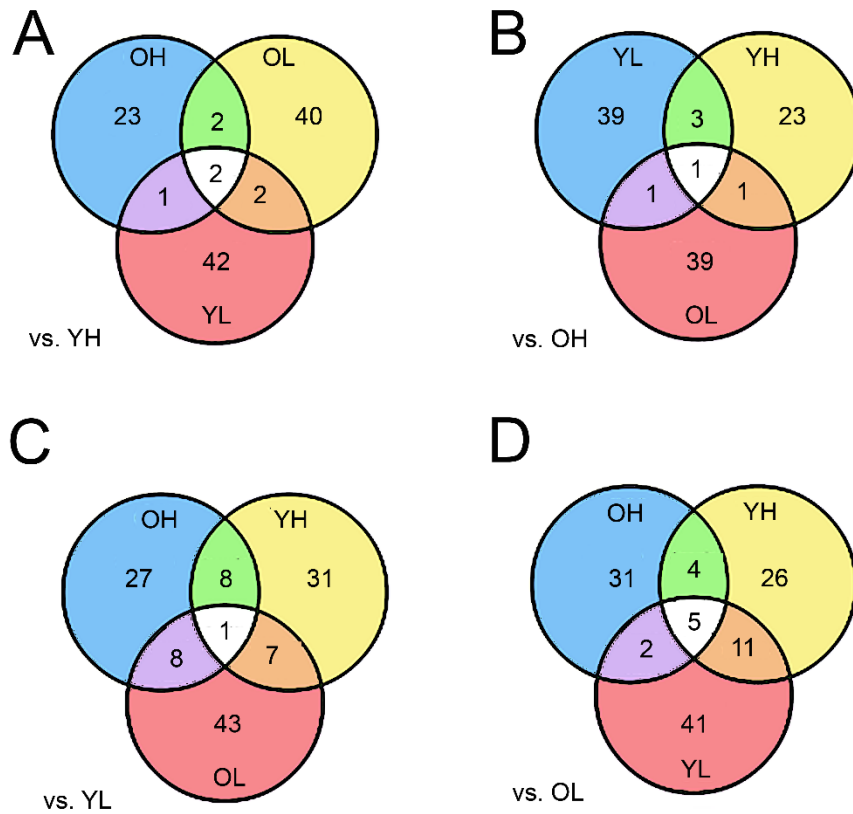 A
OH
OL
23
2
40
2
1
2
42
YL
vs. YH
B
YL
YH
39
3
23
1
1
1
39
OL
vs. OH
C
OH
YH
27
8
31
1
8
7
43
OL
vs. YL
D
OH
YH
31
4
26
5
2
11
41
YL
vs. OL